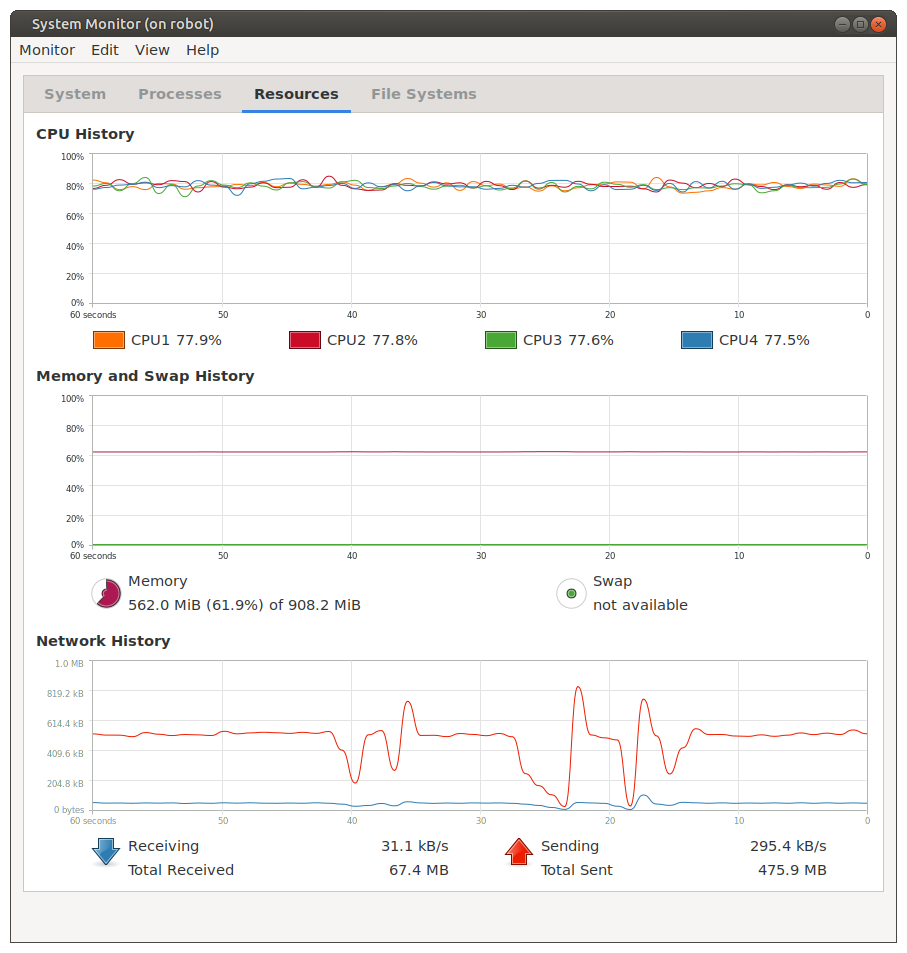 System Monitor (on robot)
Monitor Edit View Help
System Processes Resources File Systems
CPU History
100%
80%
60%
40%
20%
0%
60 seconds 50 40 30 20 10 0
CPU1 77.9% CPU2 77.8% CPU3 77.6% CPU4 77.5%
Memory and Swap History
100%
80%
60%
40%
20%
0%
60 seconds 50 40 30 20 10 0
Memory Swap
562.0 MiB (61.9%) of 908.2 MiB not available
Network History
1.0 MB
819.2 kB
614.4 kB
409.6 kB
204.8 kB
0 bytes
60 seconds 50 40 30 20 10 0
Receiving 31.1 kB/s Sending 295.4 kB/s
Total Received 67.4 MB Total Sent 475.9 MB